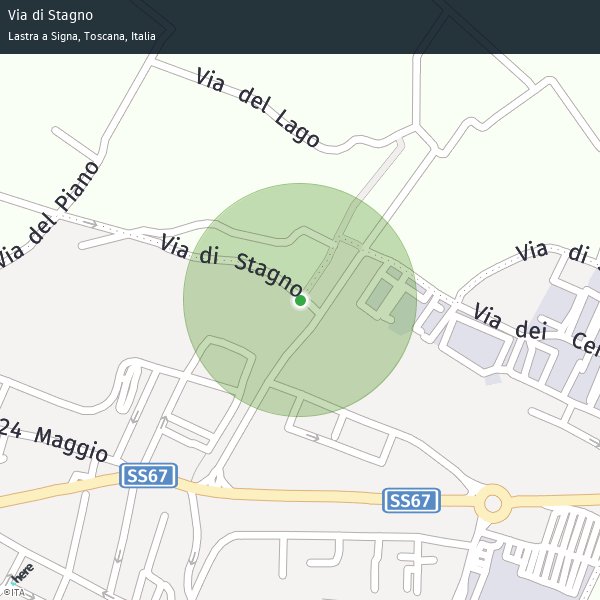 Via di Stagno
Lastra a Signa, Toscana, Italia
Via del Lago
Via del Piano
Via di Stagno
Via di
Via dei Cen
24 Maggio
SS67
SS67
here
©ITA